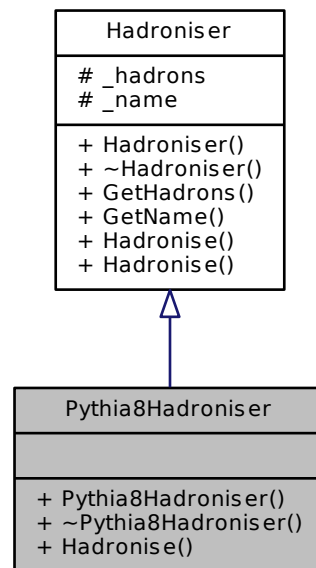 Hadroniser
# _hadrons
# _name
+ Hadroniser()
+ ~Hadroniser()
+ GetHadrons()
+ GetName()
+ Hadronise()
+ Hadronise()
Pythia8Hadroniser
+ Pythia8Hadroniser()
+ ~Pythia8Hadroniser()
+ Hadronise()